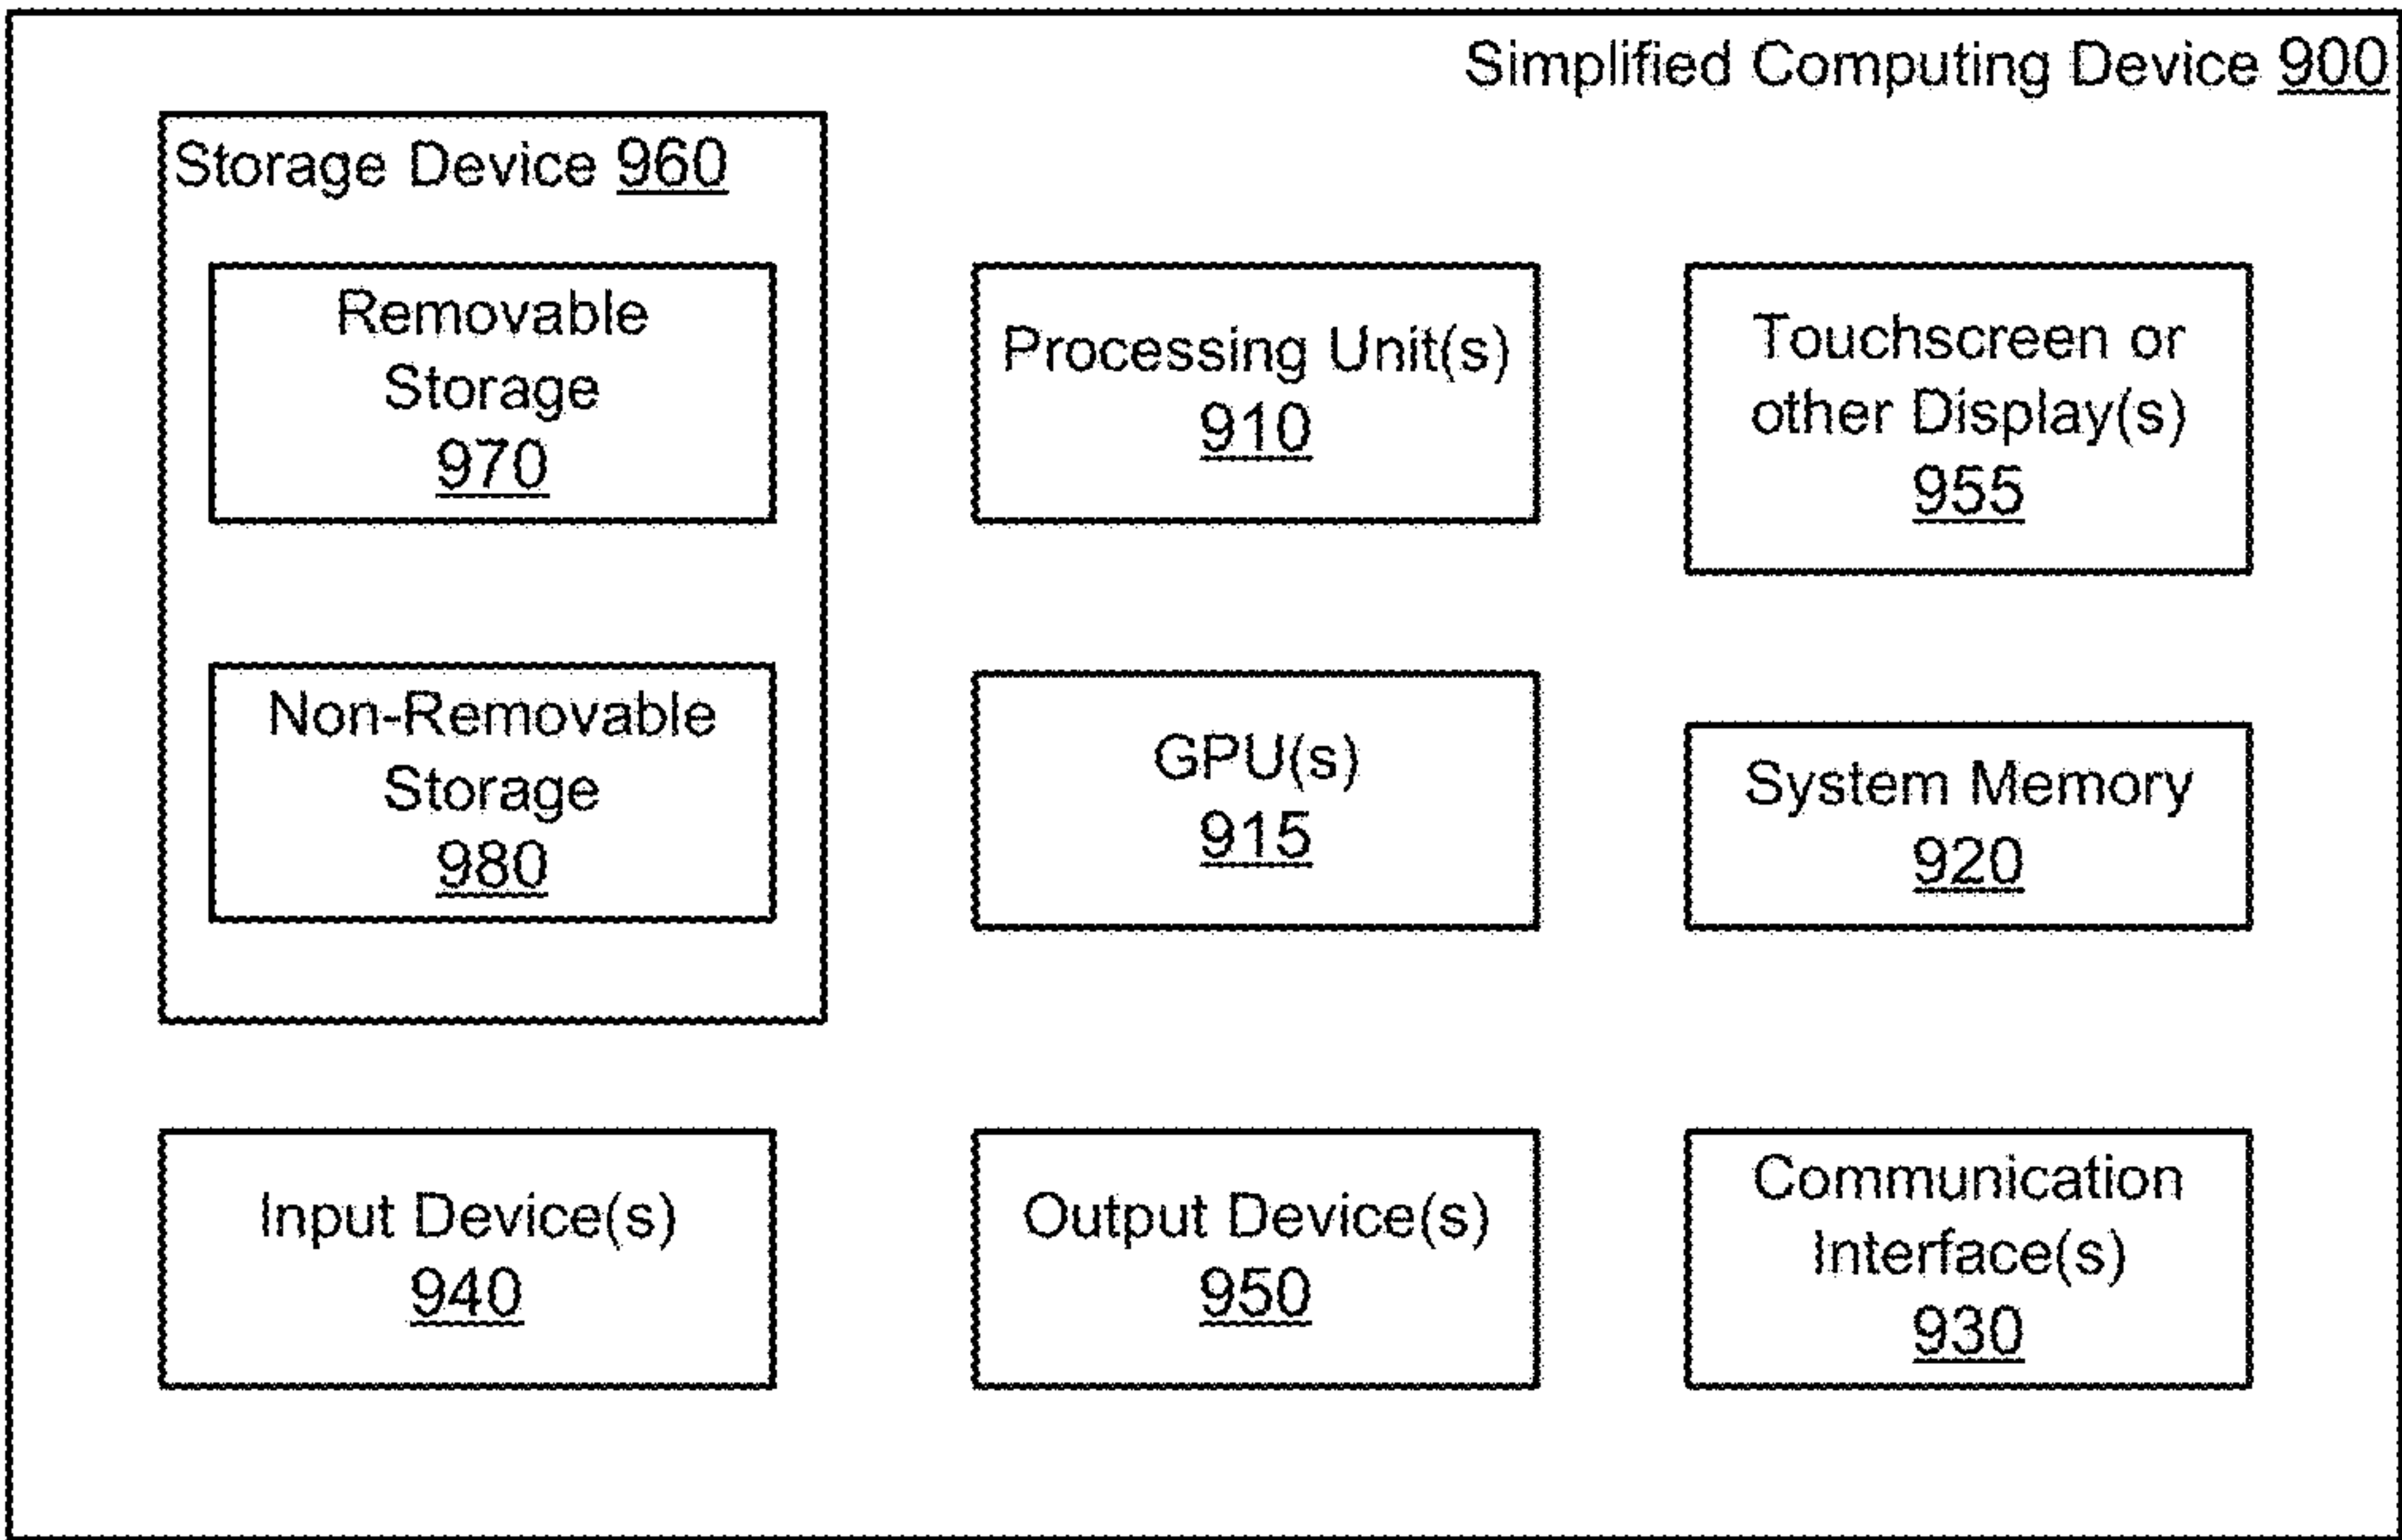 Simplified Computing Device 900
Storage Device 960
Removable
Storage
970
Non-Removable
Storage
980
Processing Unit(s)
910
Touchscreen or
other Display(s)
955
GPU(s)
915
System Memory
920
Input Device(s)
940
Output Device(s)
950
Communication
Interface(s)
930